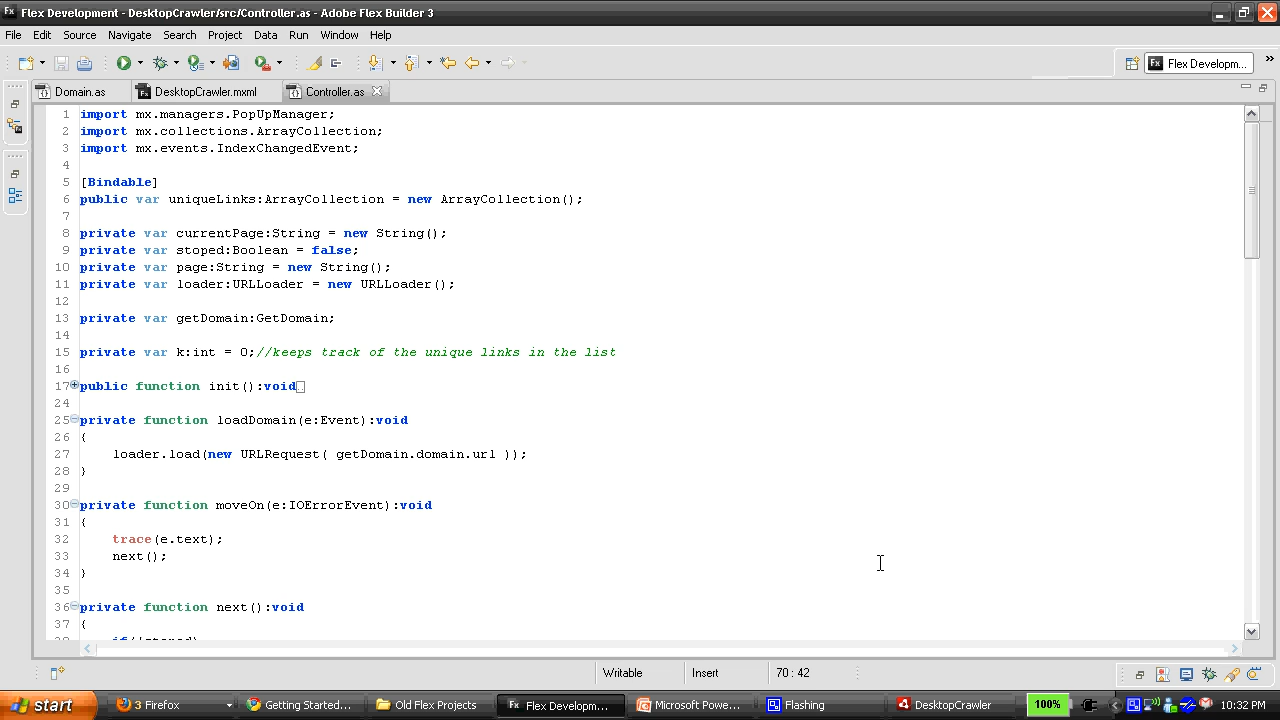 Fx Flex Development - DesktopCrawler/src/Controller.as - Adobe Flex Builder 3
File Edit Source Navigate Search Project Data Run Window Help
Fx Flex Developm...
Domain.as DesktopCrawler.mxml Controller.as
1 import mx.managers.PopUpManager;
2 import mx.collections.ArrayCollection;
3 import mx.events.IndexChangedEvent;
4
5 [Bindable]
6 public var uniqueLinks:ArrayCollection = new ArrayCollection();
7
8 private var currentPage:String = new String();
9 private var stoped:Boolean = false;
10 private var page:String = new String();
11 private var loader:URLLoader = new URLLoader();
12
13 private var getDomain:GetDomain;
14
15 private var k:int = 0;//keeps track of the unique links in the list
16
17 public function init():void
24
25 private function loadDomain(e:Event):void
26 {
27 loader.load(new URLRequest( getDomain.domain.url ));
28 }
29
30 private function moveOn(e:IOErrorEvent):void
31 {
32 trace(e.text);
33 next();
34 }
35
36 private function next():void
37 {
38 if(!stoped)
Writable Insert 70 : 42
start 3 Firefox Getting Started... Old Flex Projects Fx Flex Developm... Microsoft Powe... Flashing DesktopCrawler 100% 10:32 PM